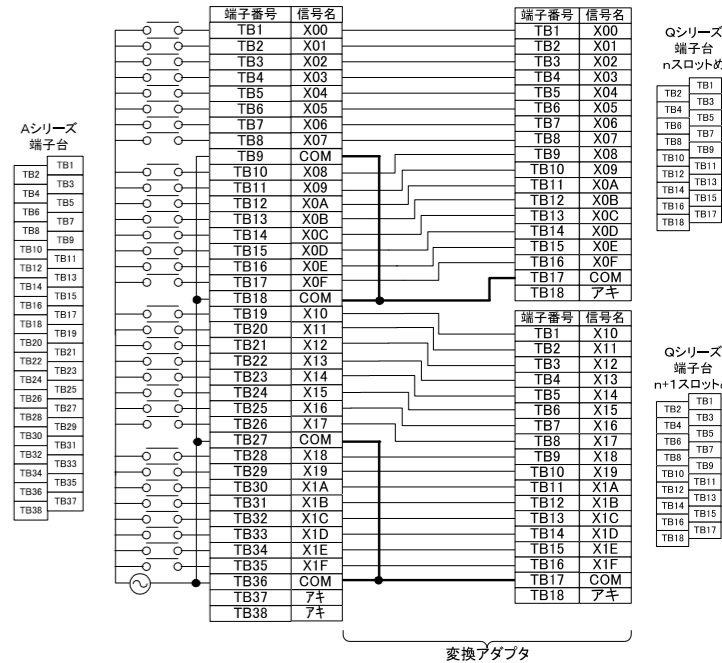 Aシリーズ
端子台
TB1
TB2
TB3
TB4
TB5
TB6
TB7
TB8
TB9
TB10
TB11
TB12
TB13
TB14
TB15
TB16
TB17
TB18
TB19
TB20
TB21
TB22
TB23
TB24
TB25
TB26
TB27
TB28
TB29
TB30
TB31
TB32
TB33
TB34
TB35
TB36
TB37
TB38
端子番号 信号名
TB1 X00
TB2 X01
TB3 X02
TB4 X03
TB5 X04
TB6 X05
TB7 X06
TB8 X07
TB9 COM
TB10 X08
TB11 X09
TB12 X0A
TB13 X0B
TB14 X0C
TB15 X0D
TB16 X0E
TB17 X0F
TB18 COM
TB19 X10
TB20 X11
TB21 X12
TB22 X13
TB23 X14
TB24 X15
TB25 X16
TB26 X17
TB27 COM
TB28 X18
TB29 X19
TB30 X1A
TB31 X1B
TB32 X1C
TB33 X1D
TB34 X1E
TB35 X1F
TB36 COM
TB37 アキ
TB38 アキ
端子番号 信号名
TB1 X00
TB2 X01
TB3 X02
TB4 X03
TB5 X04
TB6 X05
TB7 X06
TB8 X07
TB9 X08
TB10 X09
TB11 X0A
TB12 X0B
TB13 X0C
TB14 X0D
TB15 X0E
TB16 X0F
TB17 COM
TB18 アキ
端子番号 信号名
TB1 X10
TB2 X11
TB3 X12
TB4 X13
TB5 X14
TB6 X15
TB7 X16
TB8 X17
TB9 X18
TB10 X19
TB11 X1A
TB12 X1B
TB13 X1C
TB14 X1D
TB15 X1E
TB16 X1F
TB17 COM
TB18 アキ
Qシリーズ
端子台
nスロットめ
TB1
TB2
TB3
TB4
TB5
TB6
TB7
TB8
TB9
TB10
TB11
TB12
TB13
TB14
TB15
TB16
TB17
TB18
Qシリーズ
端子台
n+1スロットめ
TB1
TB2
TB3
TB4
TB5
TB6
TB7
TB8
TB9
TB10
TB11
TB12
TB13
TB14
TB15
TB16
TB17
TB18
変換アダプタ